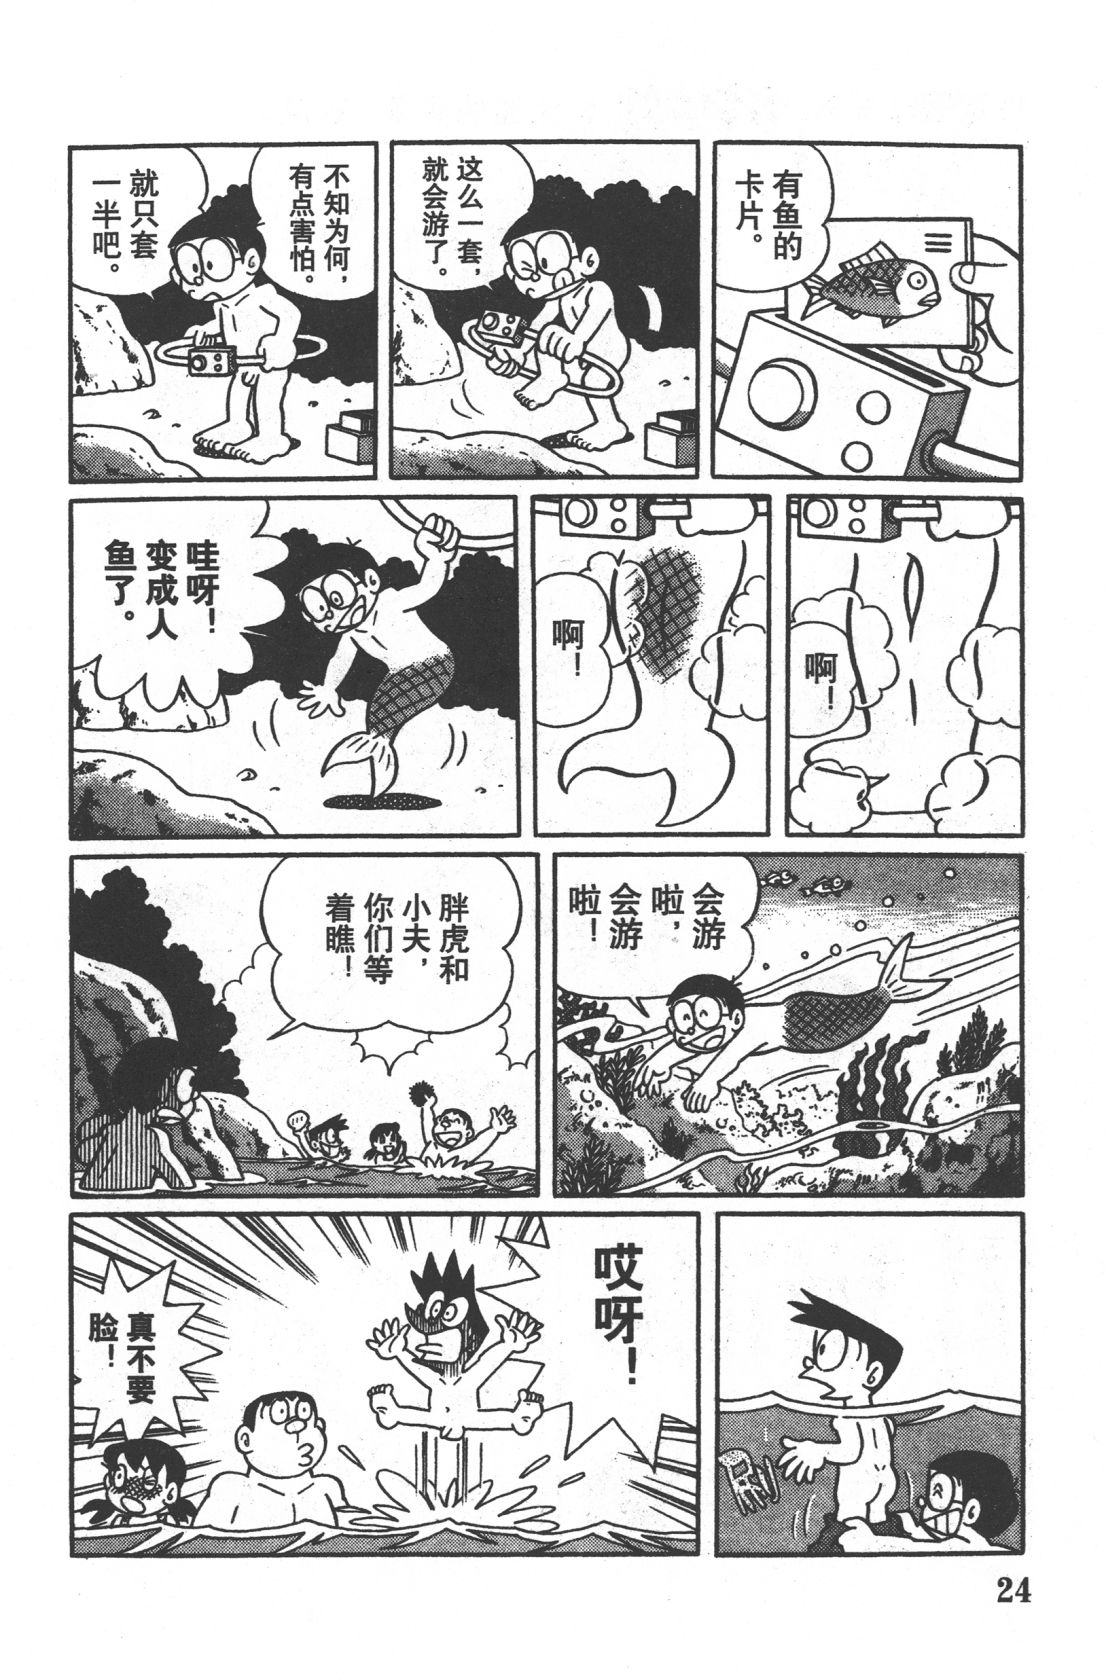 有鱼的
卡片。
这么一套，
就会游了。
不知为何，
有点害怕。
就只套
一半吧。
啊！
啊！
哇呀！
变成人
鱼了。
会游
啦，
会游
啦！
胖虎和
小夫，
你们等
着瞧！
哎呀！
真不要
脸！
24